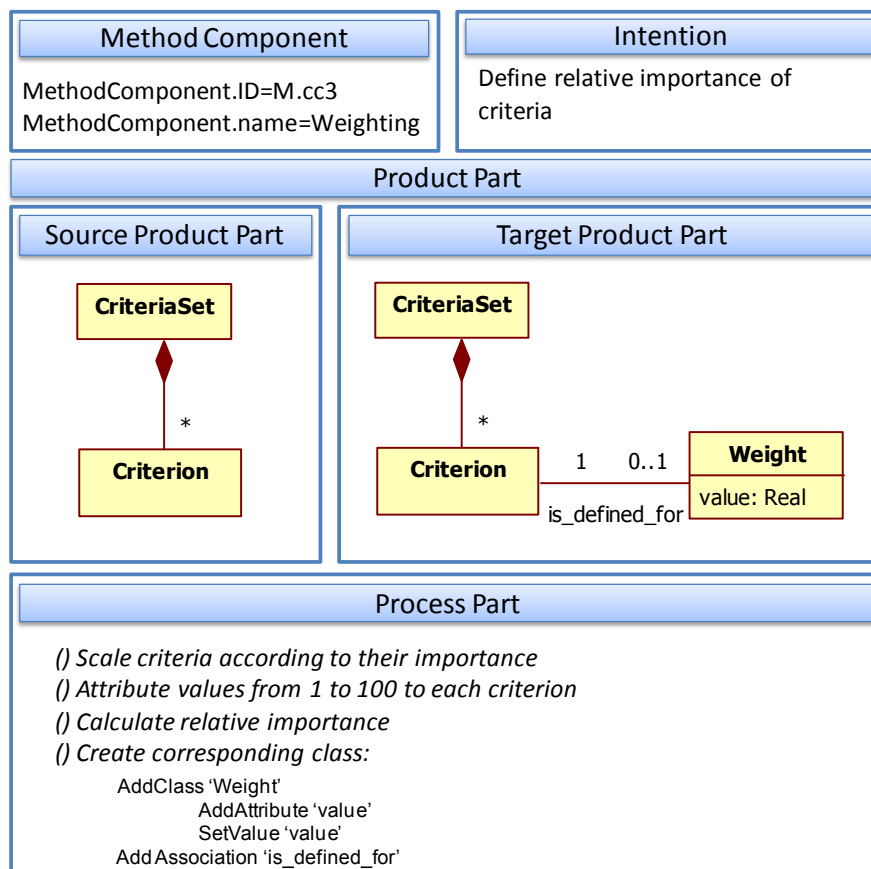 Method Component
MethodComponent.ID=M.cc3
MethodComponent.name=Weighting
Intention
Define relative importance of
criteria
Product Part
Source Product Part
CriteriaSet
*
Criterion
Target Product Part
CriteriaSet
*
Criterion
1 0..1
is_defined_for
Weight
value: Real
Process Part
() Scale criteria according to their importance
() Attribute values from 1 to 100 to each criterion
() Calculate relative importance
() Create corresponding class:
AddClass ‘Weight’
AddAttribute ‘value’
SetValue ‘value’
Add Association ‘is_defined_for’